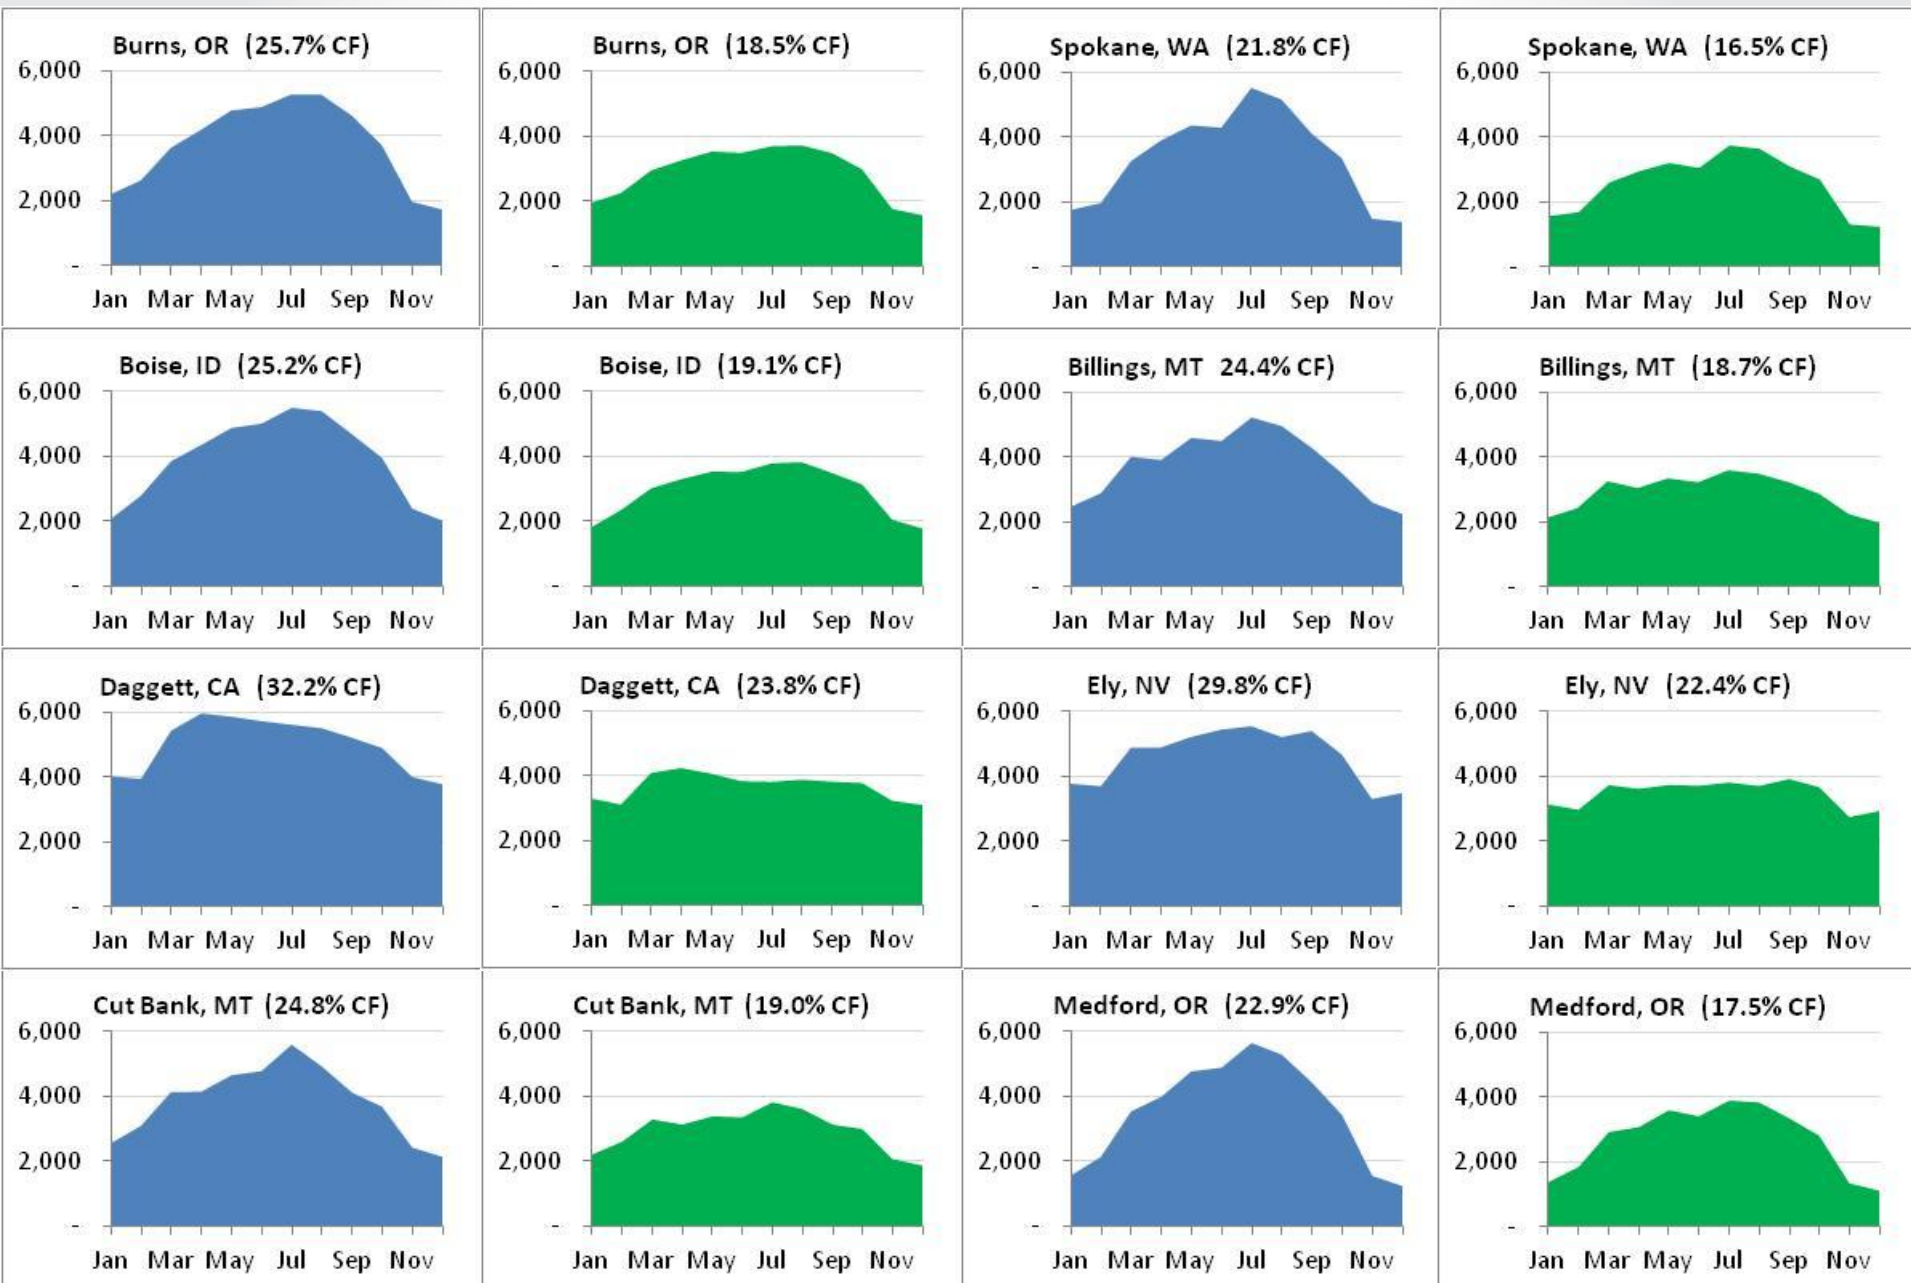 Burns, OR (25.7% CF)
6,000
4,000
2,000
-
Jan Mar May Jul Sep Nov
Burns, OR (18.5% CF)
6,000
4,000
2,000
-
Jan Mar May Jul Sep Nov
Spokane, WA (21.8% CF)
6,000
4,000
2,000
-
Jan Mar May Jul Sep Nov
Spokane, WA (16.5% CF)
6,000
4,000
2,000
-
Jan Mar May Jul Sep Nov
Boise, ID (25.2% CF)
6,000
4,000
2,000
-
Jan Mar May Jul Sep Nov
Boise, ID (19.1% CF)
6,000
4,000
2,000
-
Jan Mar May Jul Sep Nov
Billings, MT 24.4% CF)
6,000
4,000
2,000
-
Jan Mar May Jul Sep Nov
Billings, MT (18.7% CF)
6,000
4,000
2,000
-
Jan Mar May Jul Sep Nov
Daggett, CA (32.2% CF)
6,000
4,000
2,000
-
Jan Mar May Jul Sep Nov
Daggett, CA (23.8% CF)
6,000
4,000
2,000
-
Jan Mar May Jul Sep Nov
Ely, NV (29.8% CF)
6,000
4,000
2,000
-
Jan Mar May Jul Sep Nov
Ely, NV (22.4% CF)
6,000
4,000
2,000
-
Jan Mar May Jul Sep Nov
Cut Bank, MT (24.8% CF)
6,000
4,000
2,000
-
Jan Mar May Jul Sep Nov
Cut Bank, MT (19.0% CF)
6,000
4,000
2,000
-
Jan Mar May Jul Sep Nov
Medford, OR (22.9% CF)
6,000
4,000
2,000
-
Jan Mar May Jul Sep Nov
Medford, OR (17.5% CF)
6,000
4,000
2,000
-
Jan Mar May Jul Sep Nov